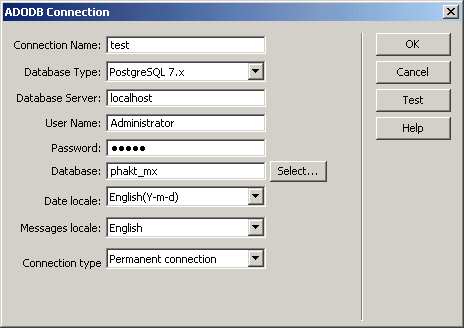 ADODB Connection
Connection Name: test
OK
Database Type: PostgreSQL 7.x
Cancel
Database Server: localhost
Test
User Name: Administrator
Help
Password: ●●●●●
Database: phakt_mx Select...
Date locale: English(Y-m-d)
Messages locale: English
Connection type Permanent connection